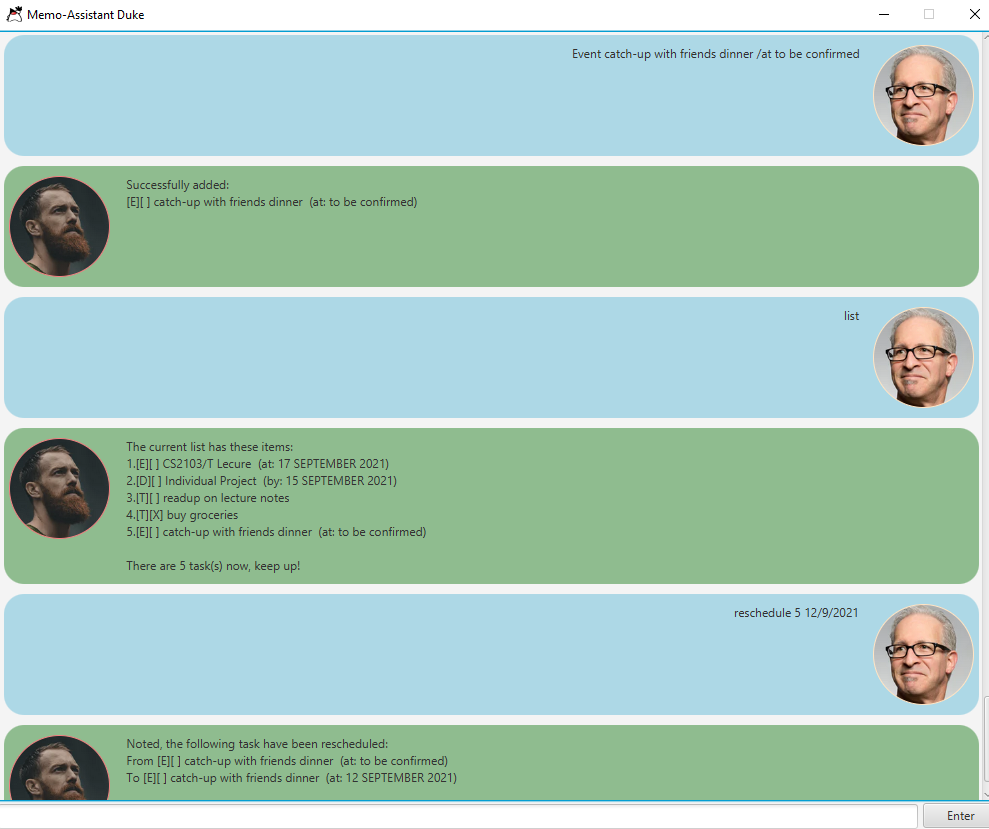 Memo-Assistant Duke
Event catch-up with friends dinner /at to be confirmed
Successfully added:
[E][ ] catch-up with friends dinner  (at: to be confirmed)
list
The current list has these items:
1.[E][ ] CS2103/T Lecure  (at: 17 SEPTEMBER 2021)
2.[D][ ] Individual Project  (by: 15 SEPTEMBER 2021)
3.[T][ ] readup on lecture notes
4.[T][X] buy groceries
5.[E][ ] catch-up with friends dinner  (at: to be confirmed)
There are 5 task(s) now, keep up!
reschedule 5 12/9/2021
Noted, the following task have been rescheduled:
From [E][ ] catch-up with friends dinner  (at: to be confirmed)
To [E][ ] catch-up with friends dinner  (at: 12 SEPTEMBER 2021)
Enter